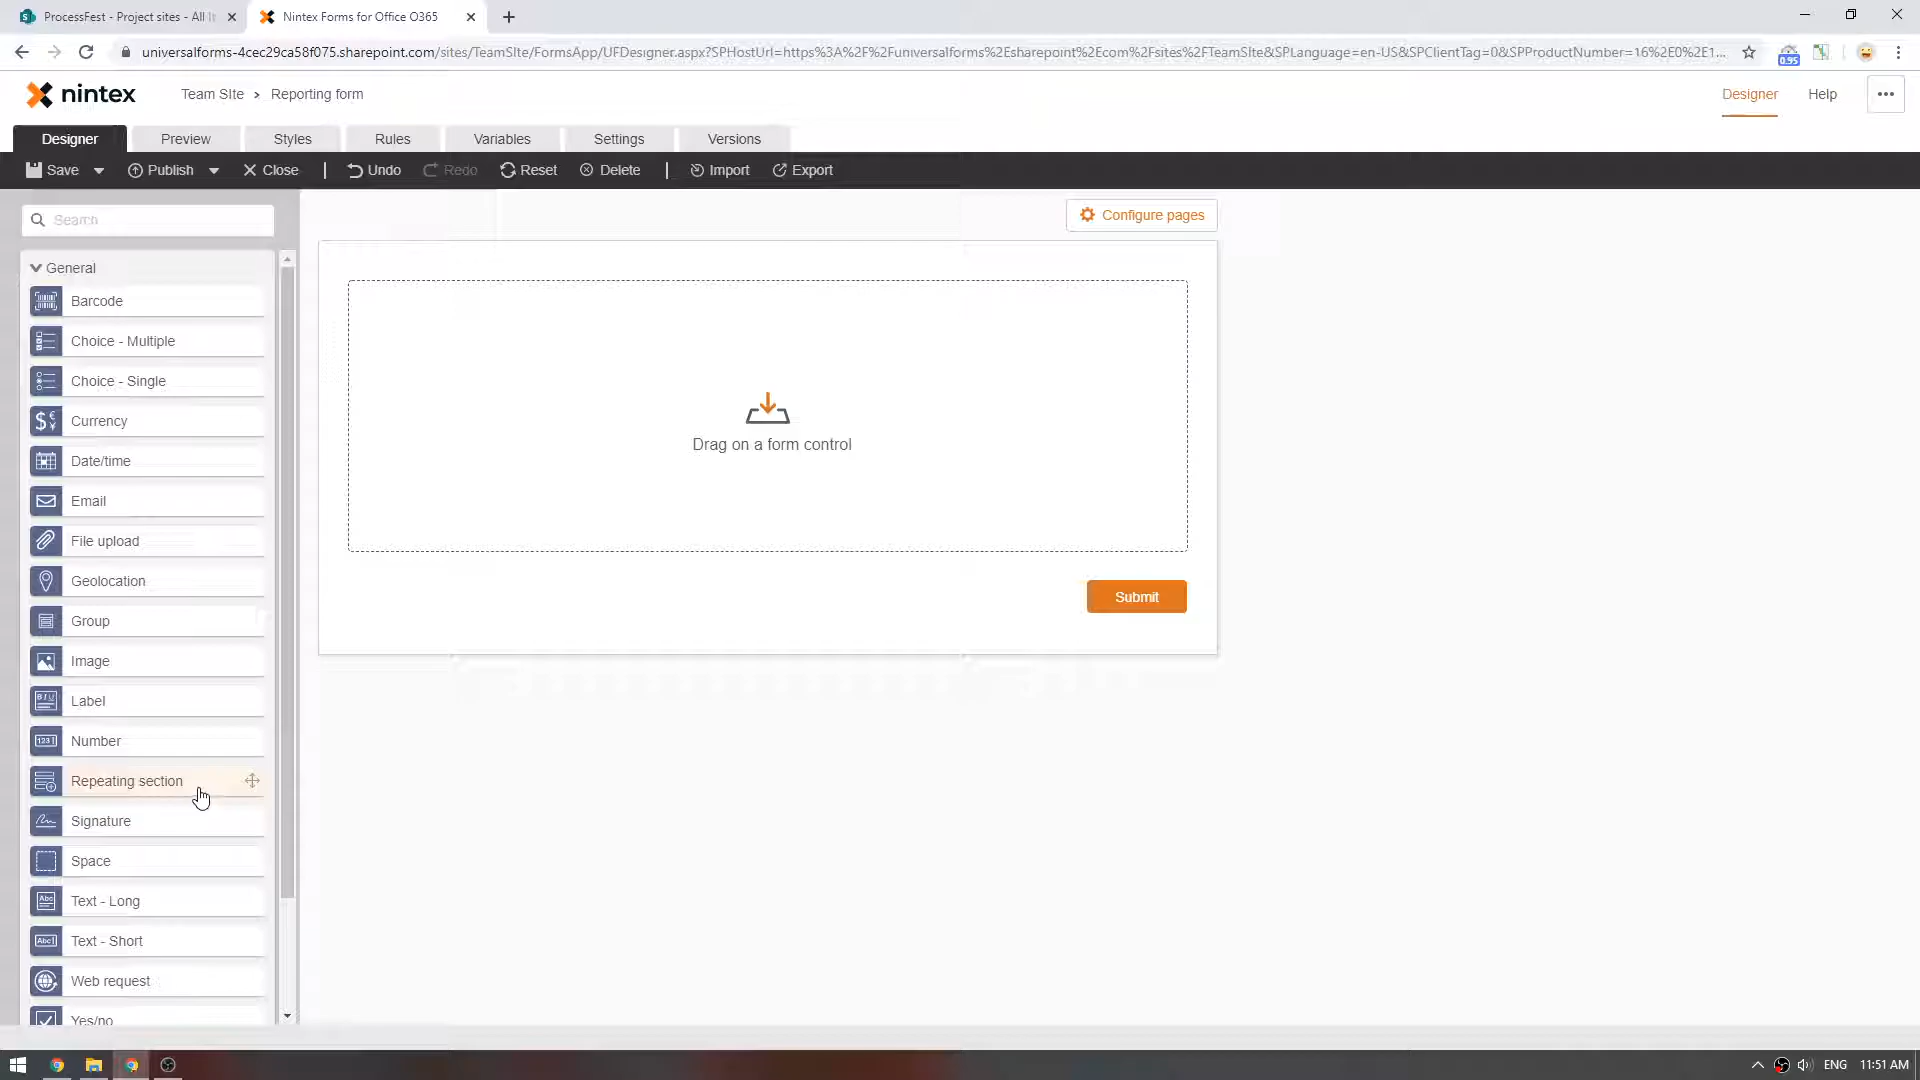 ProcessFest - Project sites - All It
Nintex Forms for Office O365
universalforms-4cec29ca58f075.sharepoint.com/sites/TeamSIte/FormsApp/UFDesigner.aspx?SPHostUrl=https%3A%2F%2Funiversalforms%2Esharepoint%2Ecom%2Fsites%2FTeamSIte&SPLanguage=en-US&SPClientTag=0&SPProductNumber=16%2E0%2E1...
0.95
nintex
Team SIte > Reporting form
Designer
Help
Designer
Preview
Styles
Rules
Variables
Settings
Versions
Save
Publish
Close
Undo
Redo
Reset
Delete
Import
Export
Search
Configure pages
General
Barcode
Choice - Multiple
Choice - Single
Currency
Date/time
Email
File upload
Geolocation
Group
Image
Label
Number
Repeating section
Signature
Space
Text - Long
Text - Short
Web request
Yes/no
Drag on a form control
Submit
ENG
11:51 AM